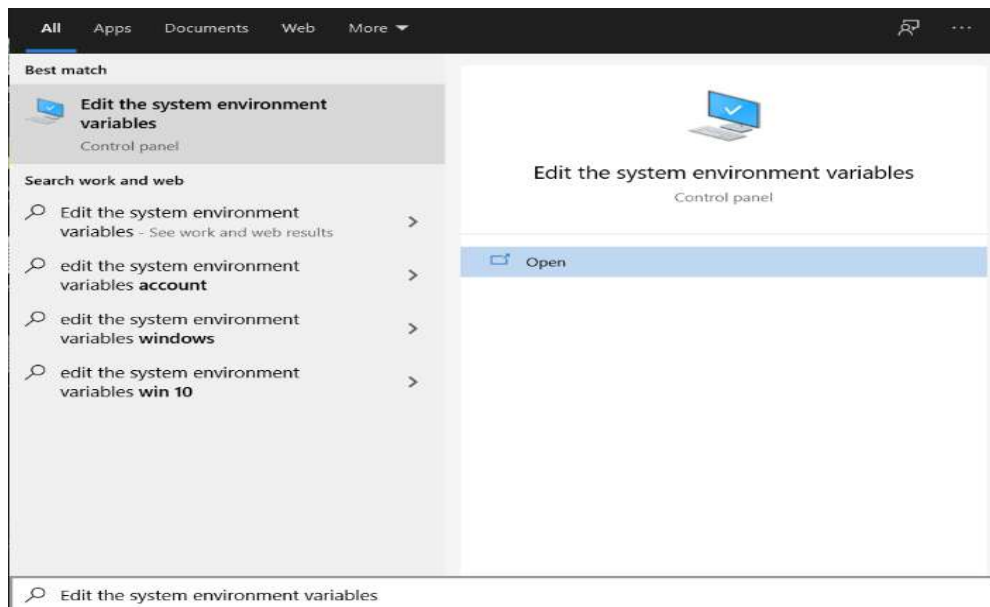 All Apps Documents Web More
Best match
Edit the system environment
variables
Control panel
Search work and web
Edit the system environment
variables - See work and web results
edit the system environment
variables account
edit the system environment
variables windows
edit the system environment
variables win 10
Edit the system environment variables
Control panel
Open
Edit the system environment variables